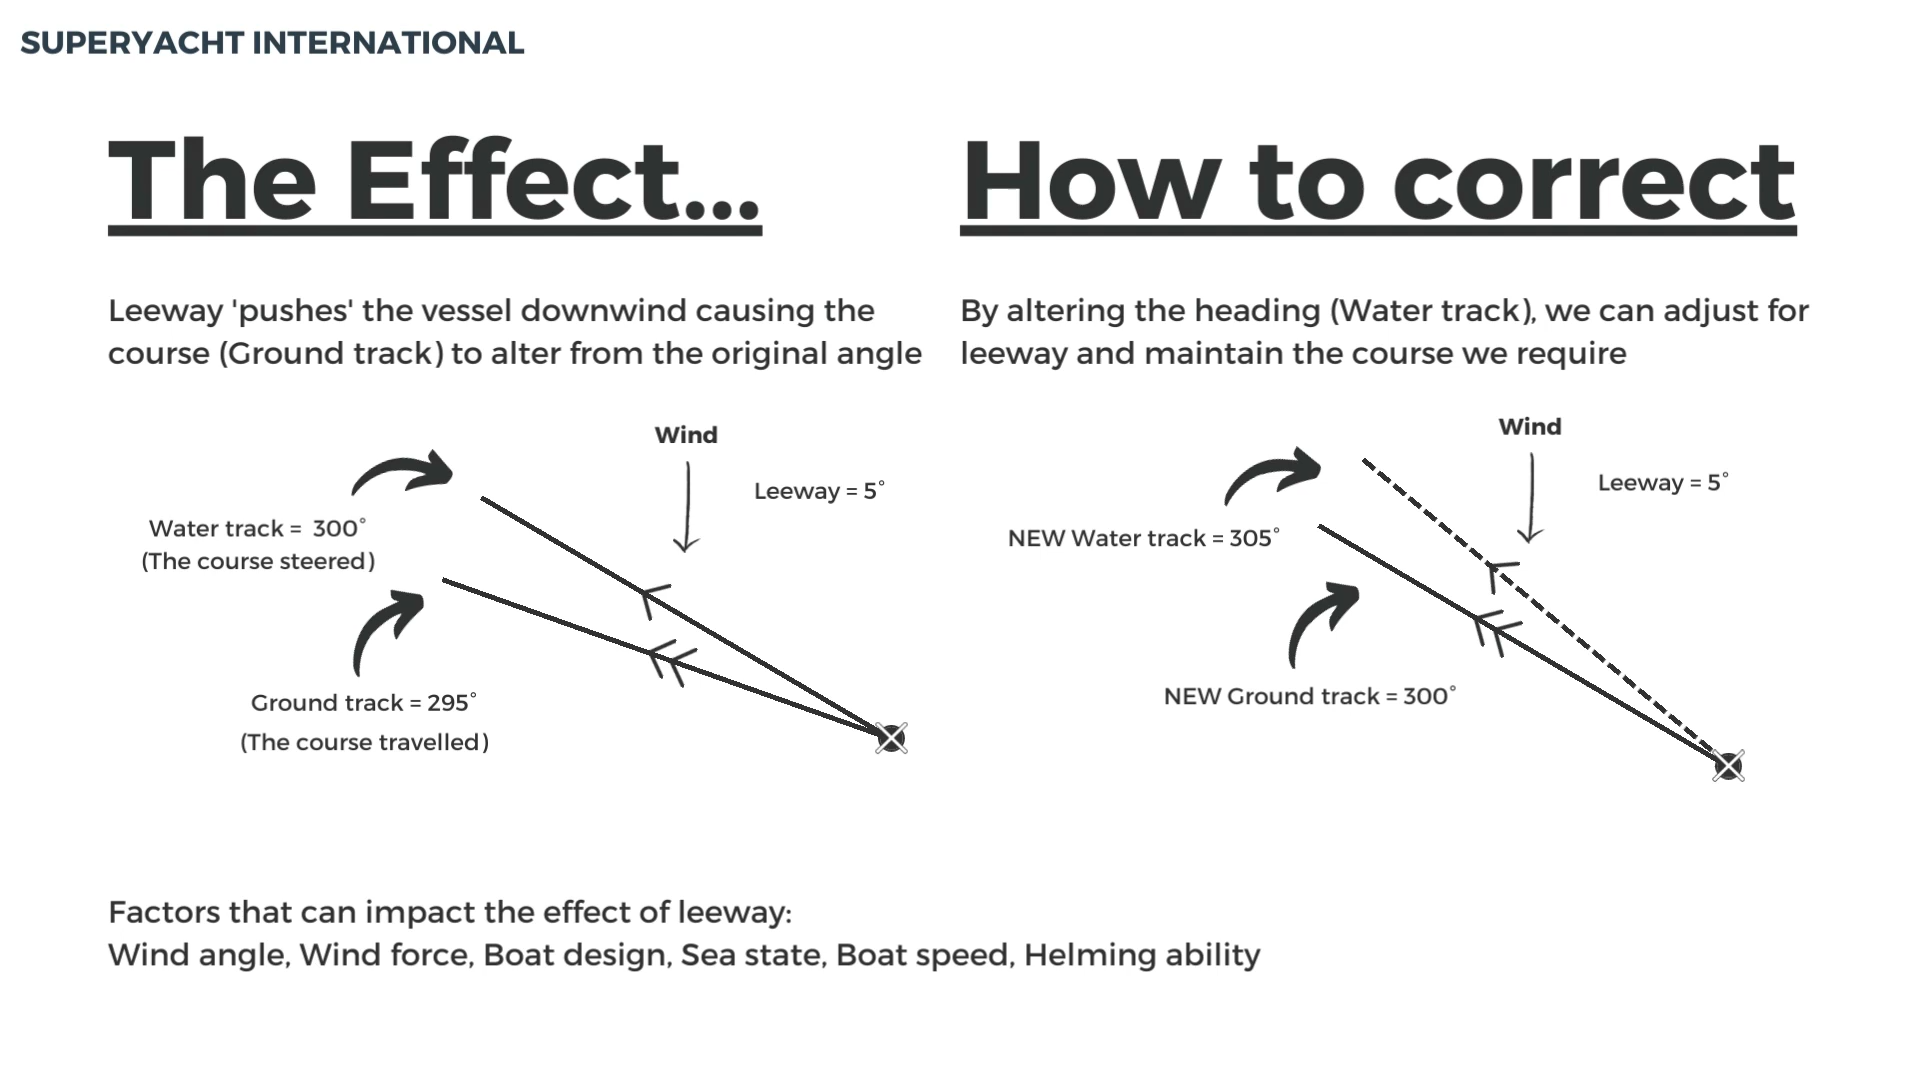 SUPERYACHT INTERNATIONAL
The Effect...
Leeway 'pushes' the vessel downwind causing the
course (Ground track) to alter from the original angle
Wind
Leeway = 5°
Water track = 300°
(The course steered)
Ground track = 295°
(The course travelled)
How to correct
By altering the heading (Water track), we can adjust for
leeway and maintain the course we require
Wind
Leeway = 5°
NEW Water track = 305°
NEW Ground track = 300°
Factors that can impact the effect of leeway:
Wind angle, Wind force, Boat design, Sea state, Boat speed, Helming ability